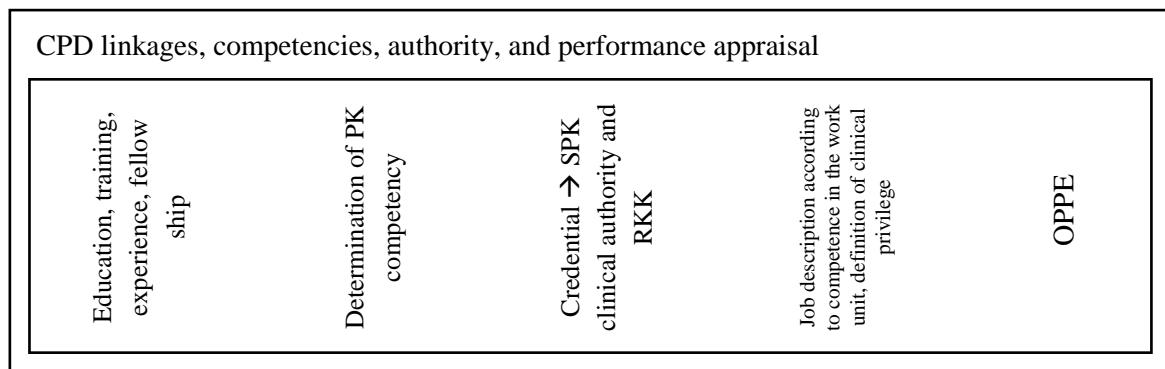 CPD linkages, competencies, authority, and performance appraisal
Education, training,
experience, fellow
ship
Determination of PK
competency
Credential → SPK
clinical authority and
RKK
Job description according
to competence in the work
unit, definition of clinical
privilege
OPPE